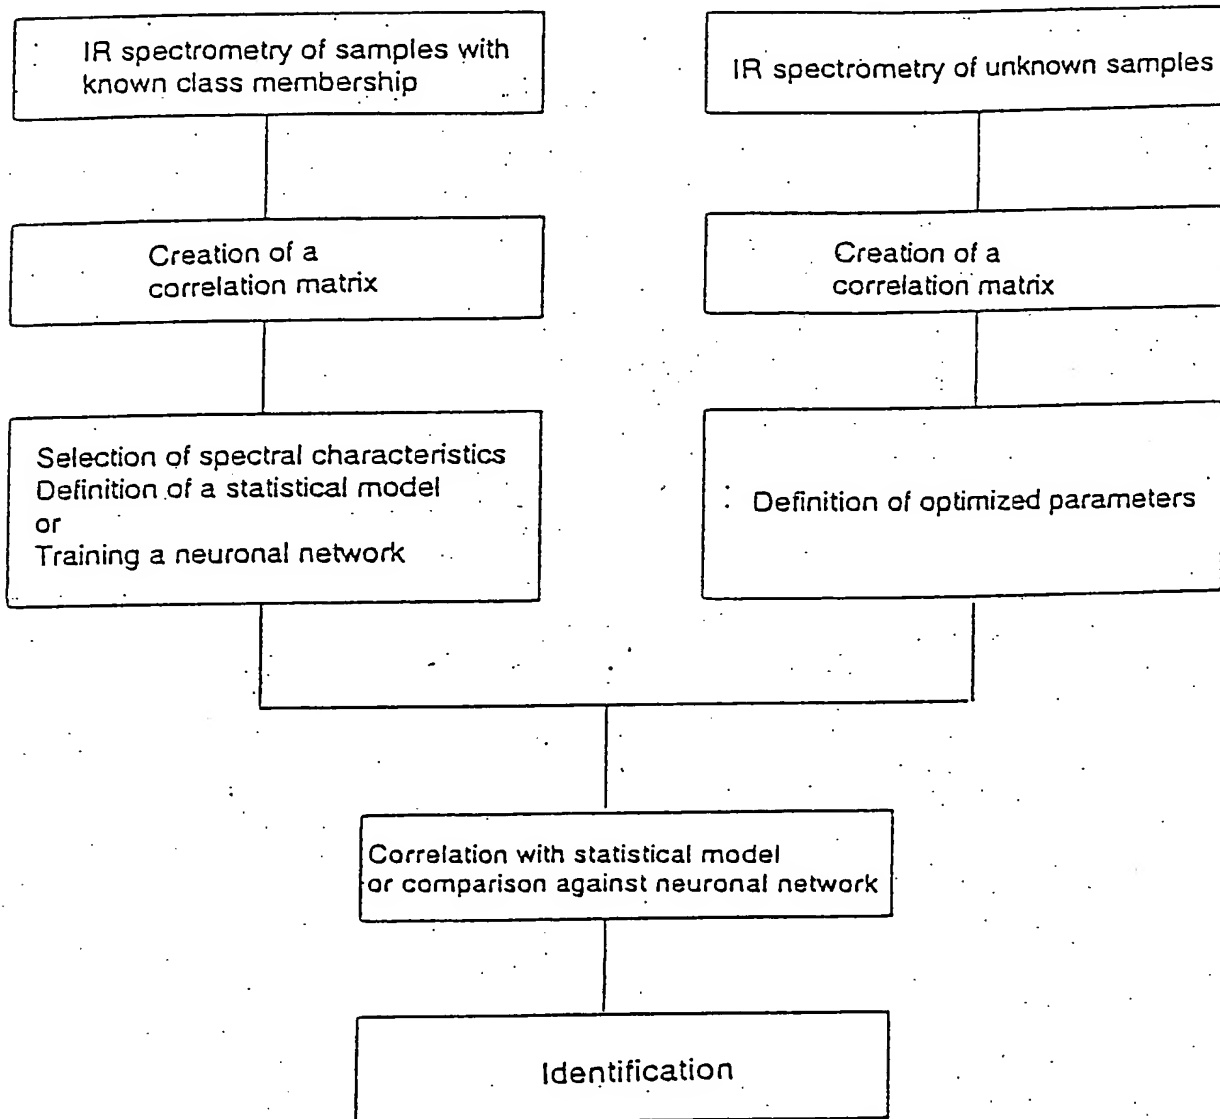 IR spectrometry of samples with
known class membership
IR spectrometry of unknown samples
Creation of a
correlation matrix
Creation of a
correlation matrix
Selection of spectral characteristics
Definition of a statistical model
or
Training a neuronal network
Definition of optimized parameters
Correlation with statistical model
or comparison against neuronal network
Identification